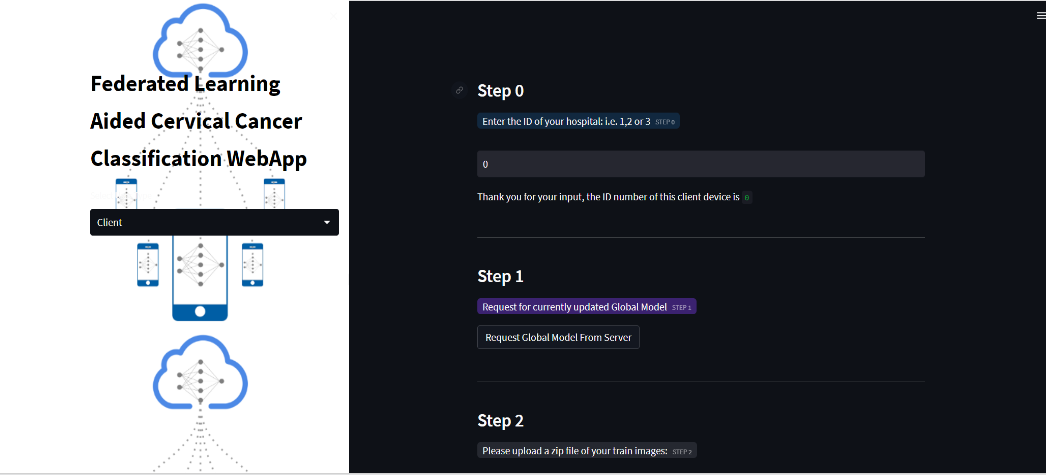 Federated Learning
Aided Cervical Cancer
Classification WebApp
Client
Step 0
Enter the ID of your hospital: i.e. 1,2 or 3 STEP 0
0
Thank you for your input, the ID number of this client device is 0
Step 1
Request for currently updated Global Model STEP 1
Request Global Model From Server
Step 2
Please upload a zip file of your train images: STEP 2